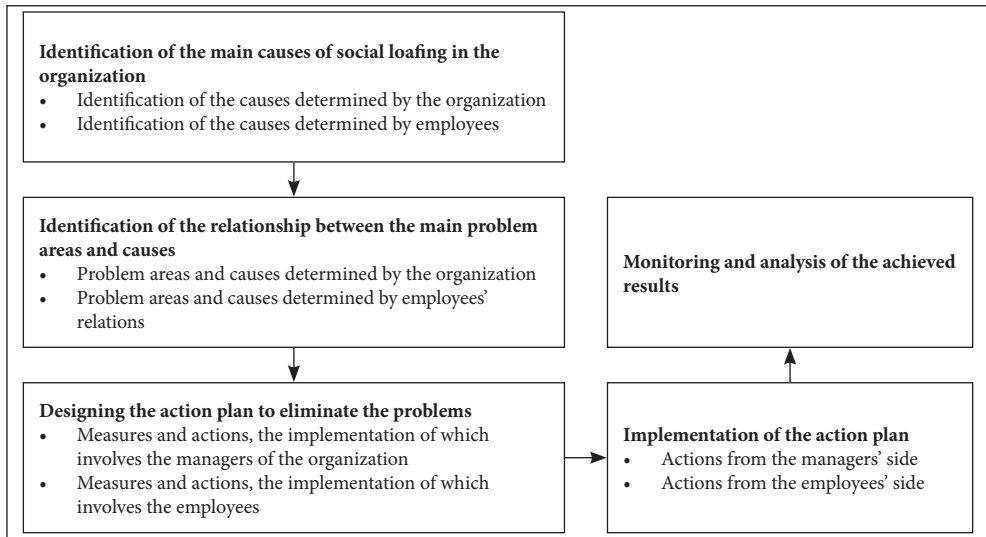 Identification of the main causes of social loafing in the
organization
• Identification of the causes determined by the organization
• Identification of the causes determined by employees
Identification of the relationship between the main problem
areas and causes
• Problem areas and causes determined by the organization
• Problem areas and causes determined by employees’
relations
Designing the action plan to eliminate the problems
• Measures and actions, the implementation of which
involves the managers of the organization
• Measures and actions, the implementation of which
involves the employees
Implementation of the action plan
• Actions from the managers’ side
• Actions from the employees’ side
Monitoring and analysis of the achieved
results